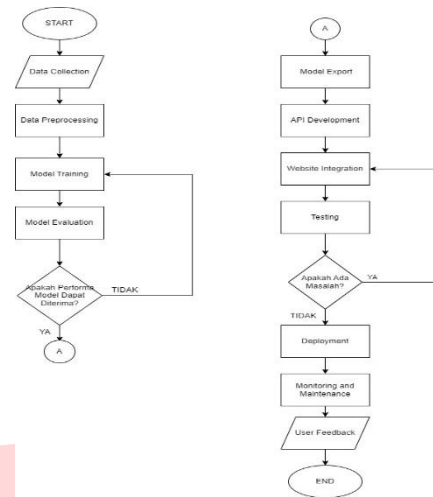 START
Data Collection
Data Preprocessing
Model Training
Model Evaluation
Apakah Performa
Model Dapat
Diterima?
TIDAK
YA
A
A
Model Export
API Development
Website Integration
Testing
Apakah Ada
Masalah?
YA
TIDAK
Deployment
Monitoring and
Maintenance
User Feedback
END